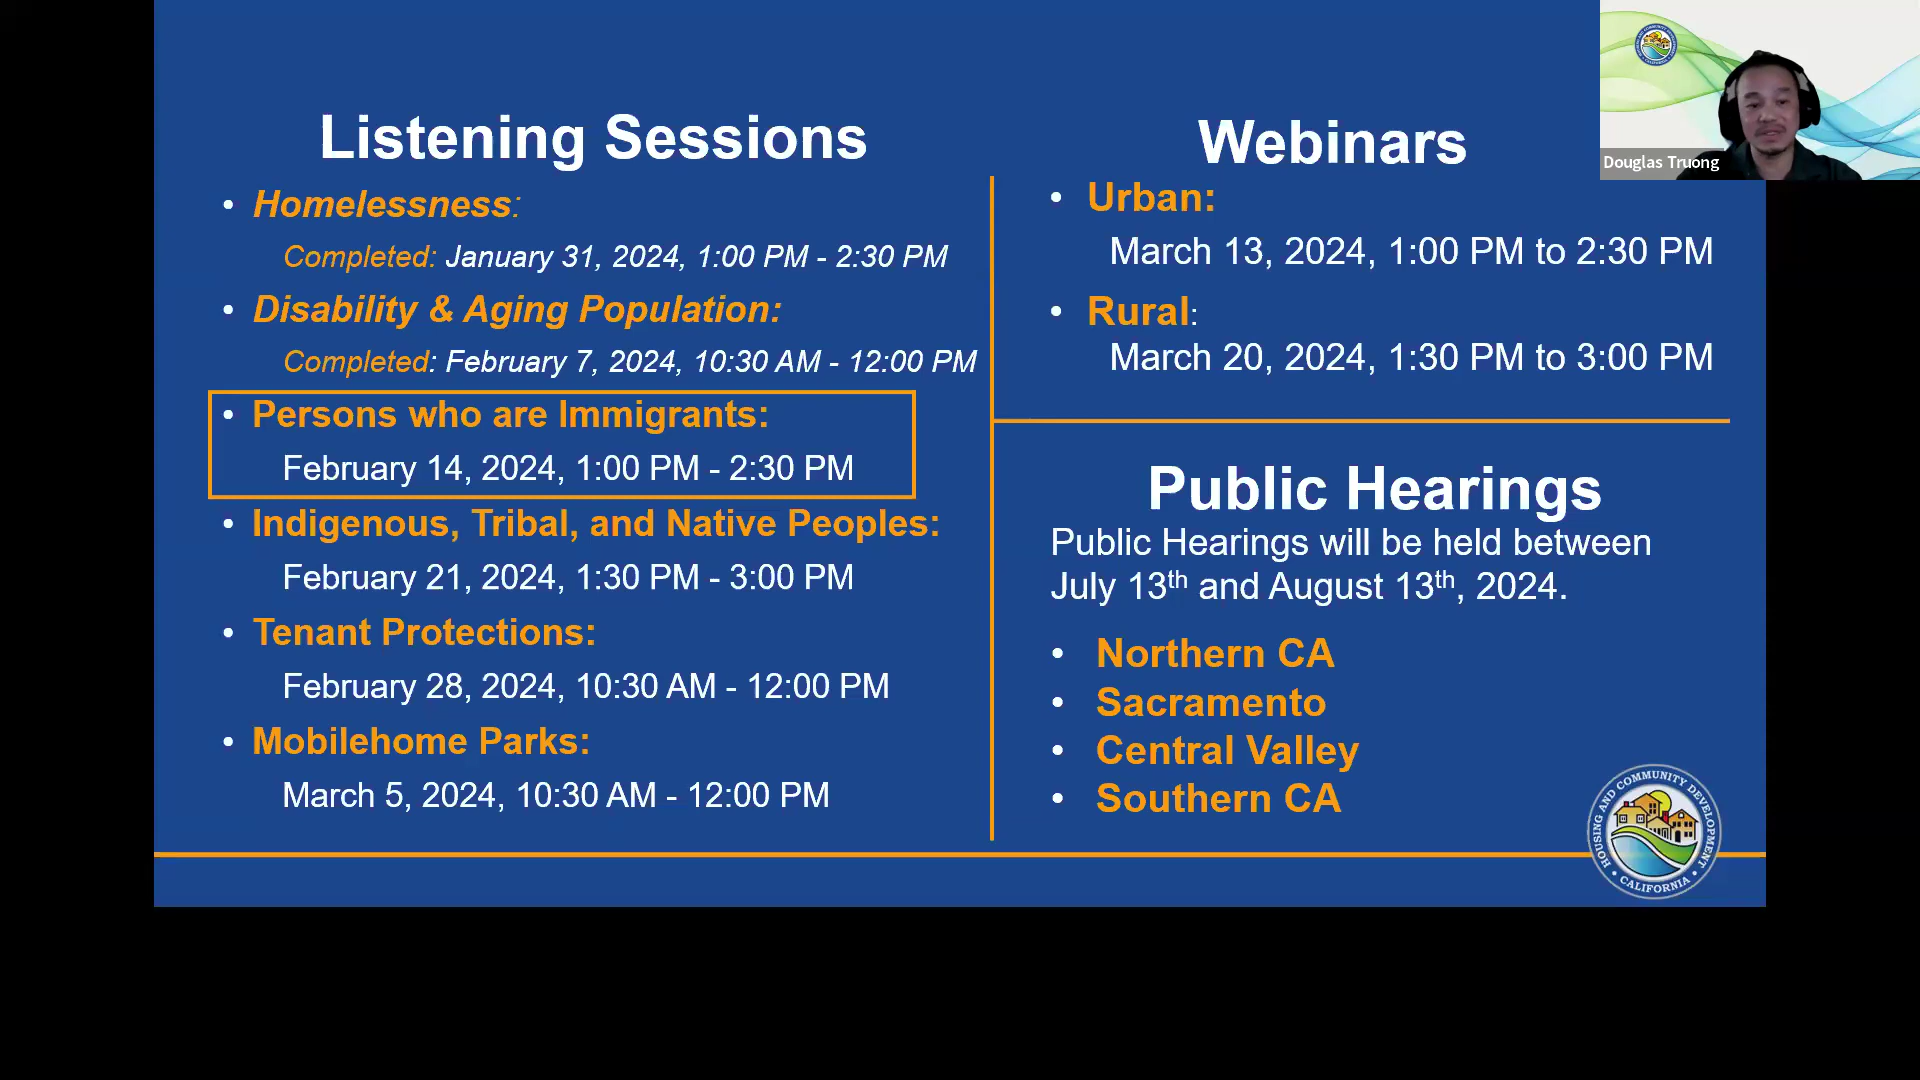 Listening Sessions
• Homelessness:
Completed: January 31, 2024, 1:00 PM - 2:30 PM
• Disability & Aging Population:
Completed: February 7, 2024, 10:30 AM - 12:00 PM
• Persons who are Immigrants:
February 14, 2024, 1:00 PM - 2:30 PM
• Indigenous, Tribal, and Native Peoples:
February 21, 2024, 1:30 PM - 3:00 PM
• Tenant Protections:
February 28, 2024, 10:30 AM - 12:00 PM
• Mobilehome Parks:
March 5, 2024, 10:30 AM - 12:00 PM
Webinars
• Urban:
March 13, 2024, 1:00 PM to 2:30 PM
• Rural:
March 20, 2024, 1:30 PM to 3:00 PM
Public Hearings
Public Hearings will be held between
July 13th and August 13th, 2024.
• Northern CA
• Sacramento
• Central Valley
• Southern CA
HOUSING AND COMMUNITY DEVELOPMENT
• CALIFORNIA •
Douglas Truong